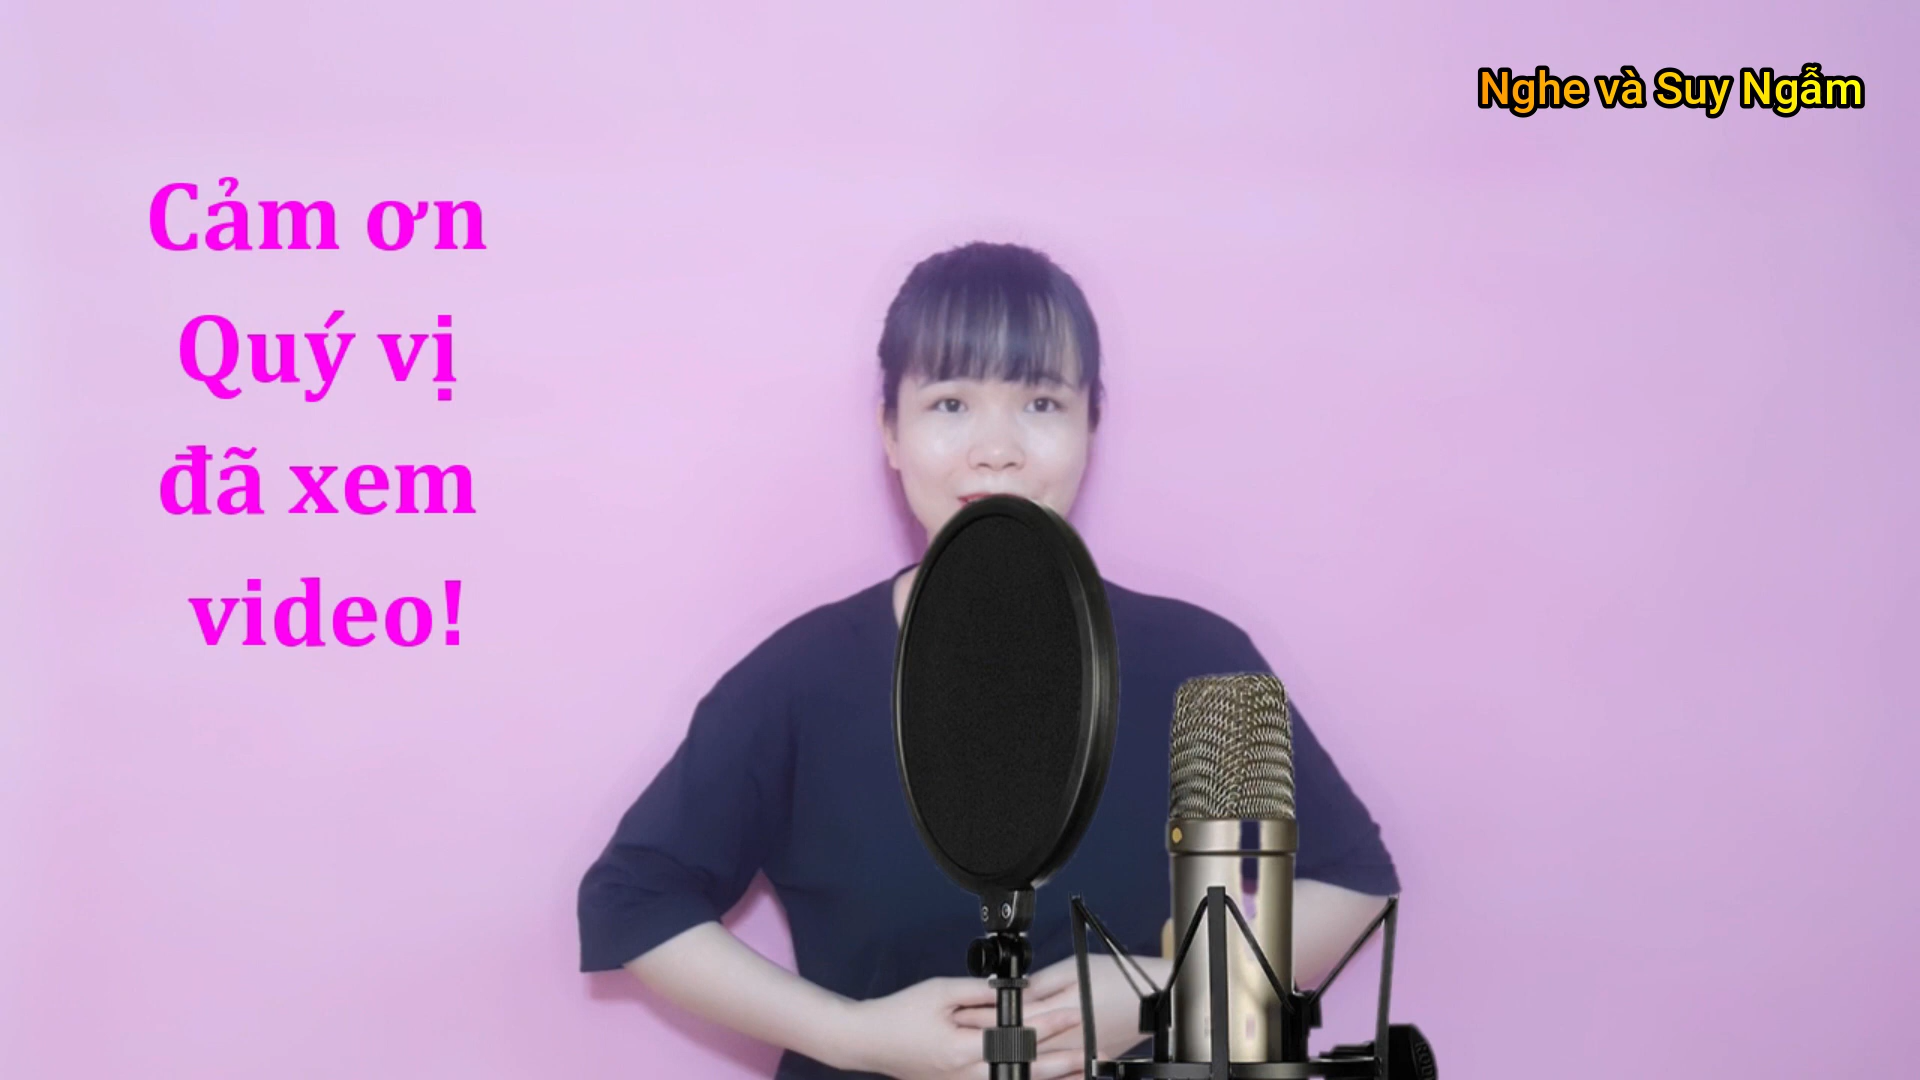 Nghe và Suy Ngẫm
Cảm ơn
Quý vị
đã xem
video!